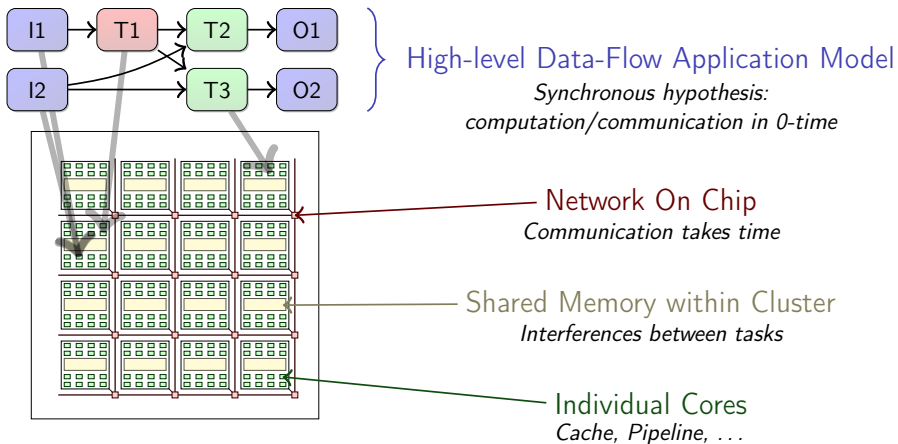 I1
T1
T2
O1
I2
T3
O2
High-level Data-Flow Application Model
Synchronous hypothesis:
computation/communication in 0-time
Network On Chip
Communication takes time
Shared Memory within Cluster
Interferences between tasks
Individual Cores
Cache, Pipeline, ...